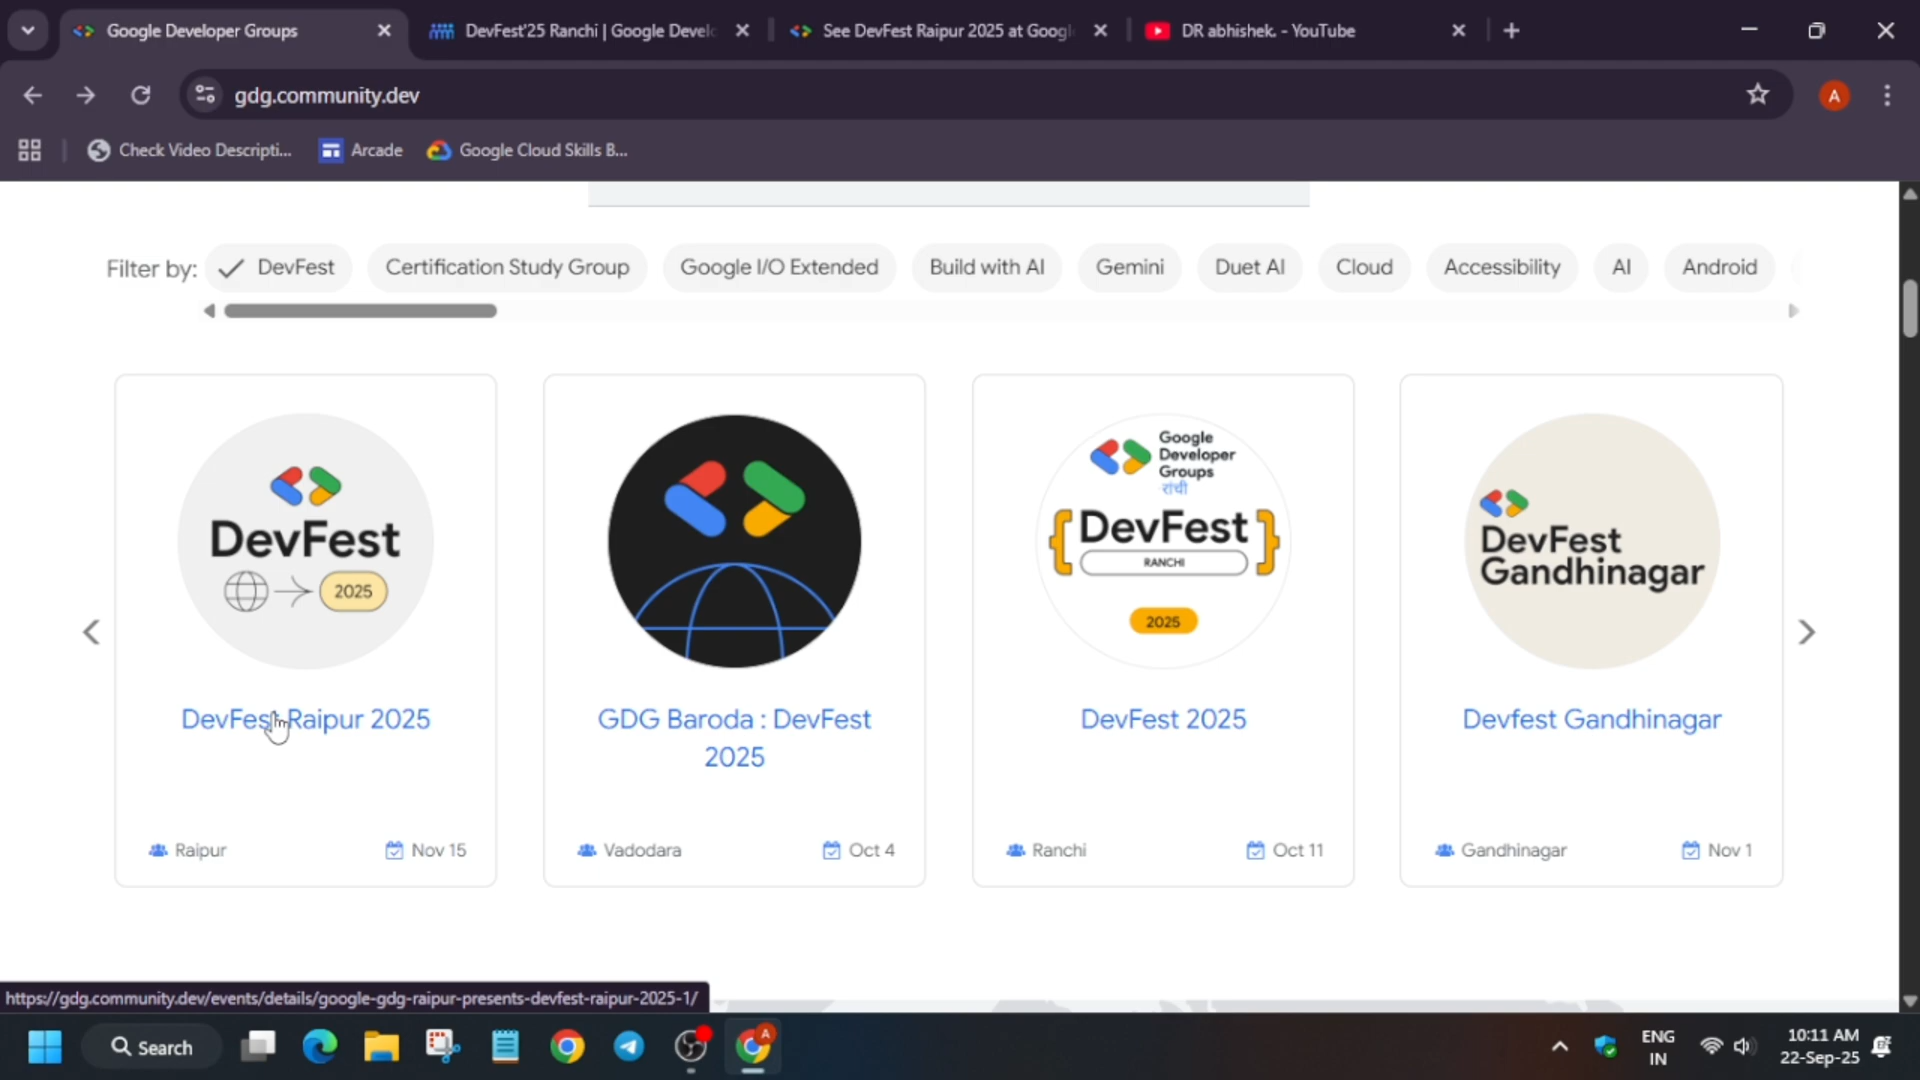 Google Developer Groups
DevFest'25 Ranchi | Google Develo
See DevFest Raipur 2025 at Googl
DR abhishek. - YouTube
gdg.community.dev
A
Check Video Descripti...
Arcade
Google Cloud Skills B...
Filter by:
DevFest
Certification Study Group
Google I/O Extended
Build with AI
Gemini
Duet AI
Cloud
Accessibility
AI
Android
DevFest
2025
Google
Developer
Groups
रांची
DevFest
RANCHI
2025
DevFest
Gandhinagar
DevFest Raipur 2025
GDG Baroda : DevFest
2025
DevFest 2025
Devfest Gandhinagar
Raipur
Nov 15
Vadodara
Oct 4
Ranchi
Oct 11
Gandhinagar
Nov 1
https://gdg.community.dev/events/details/google-gdg-raipur-presents-devfest-raipur-2025-1/
Search
A
ENG
IN
10:11 AM
22-Sep-25